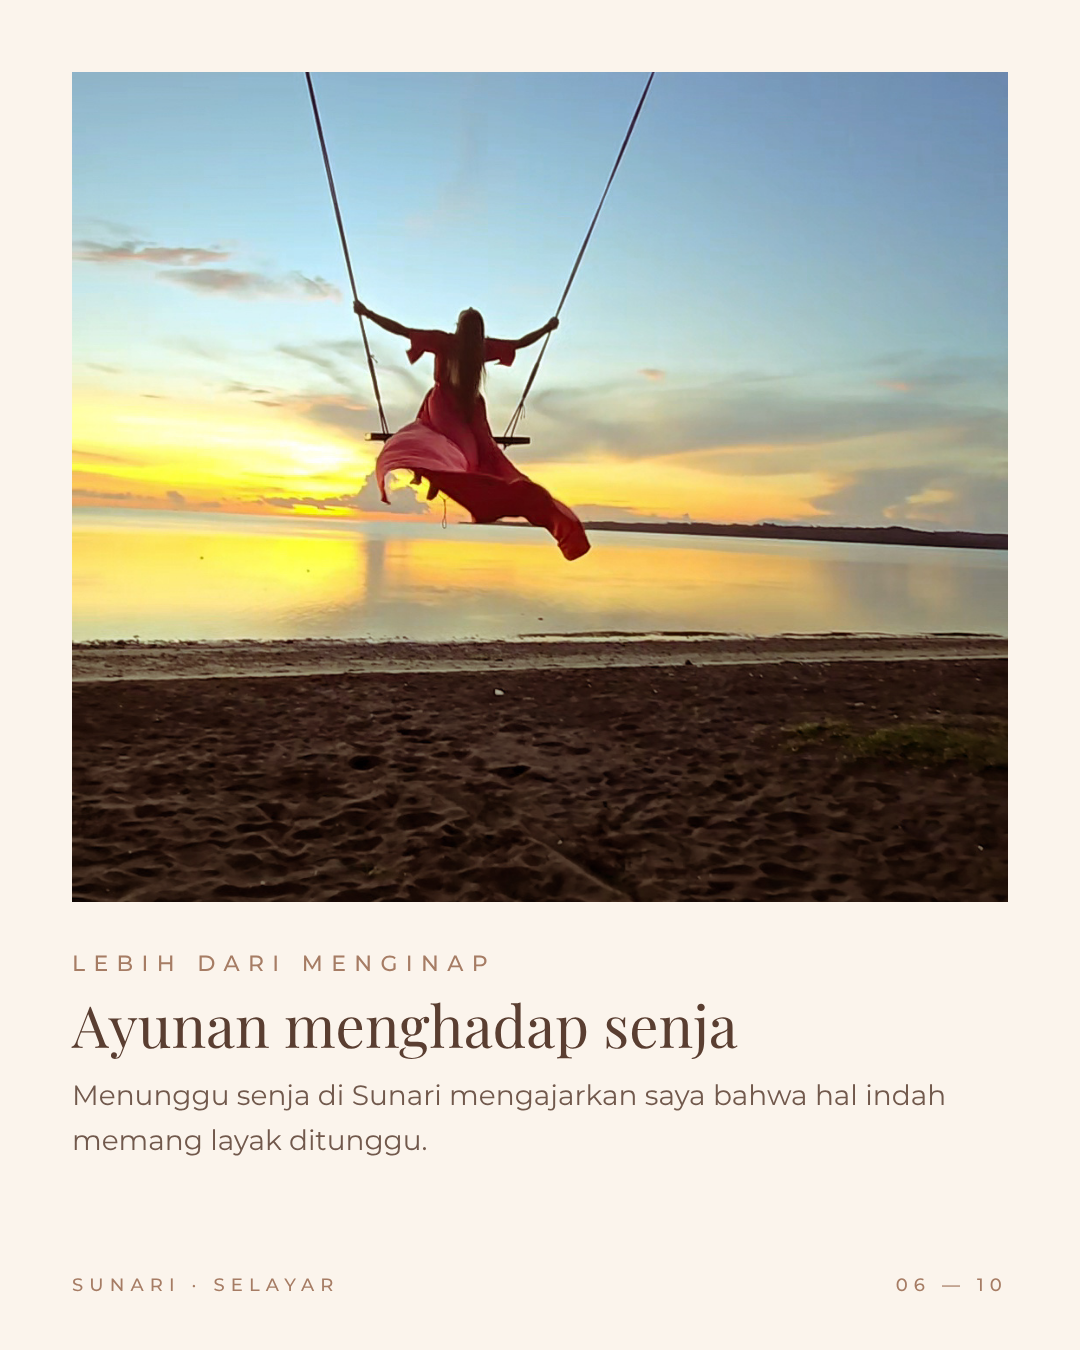 LEBIH DARI MENGINAP
Ayunan menghadap senja
Menunggu senja di Sunari mengajarkan saya bahwa hal indah
memang layak ditunggu.
SUNARI · SELAYAR
06 — 10